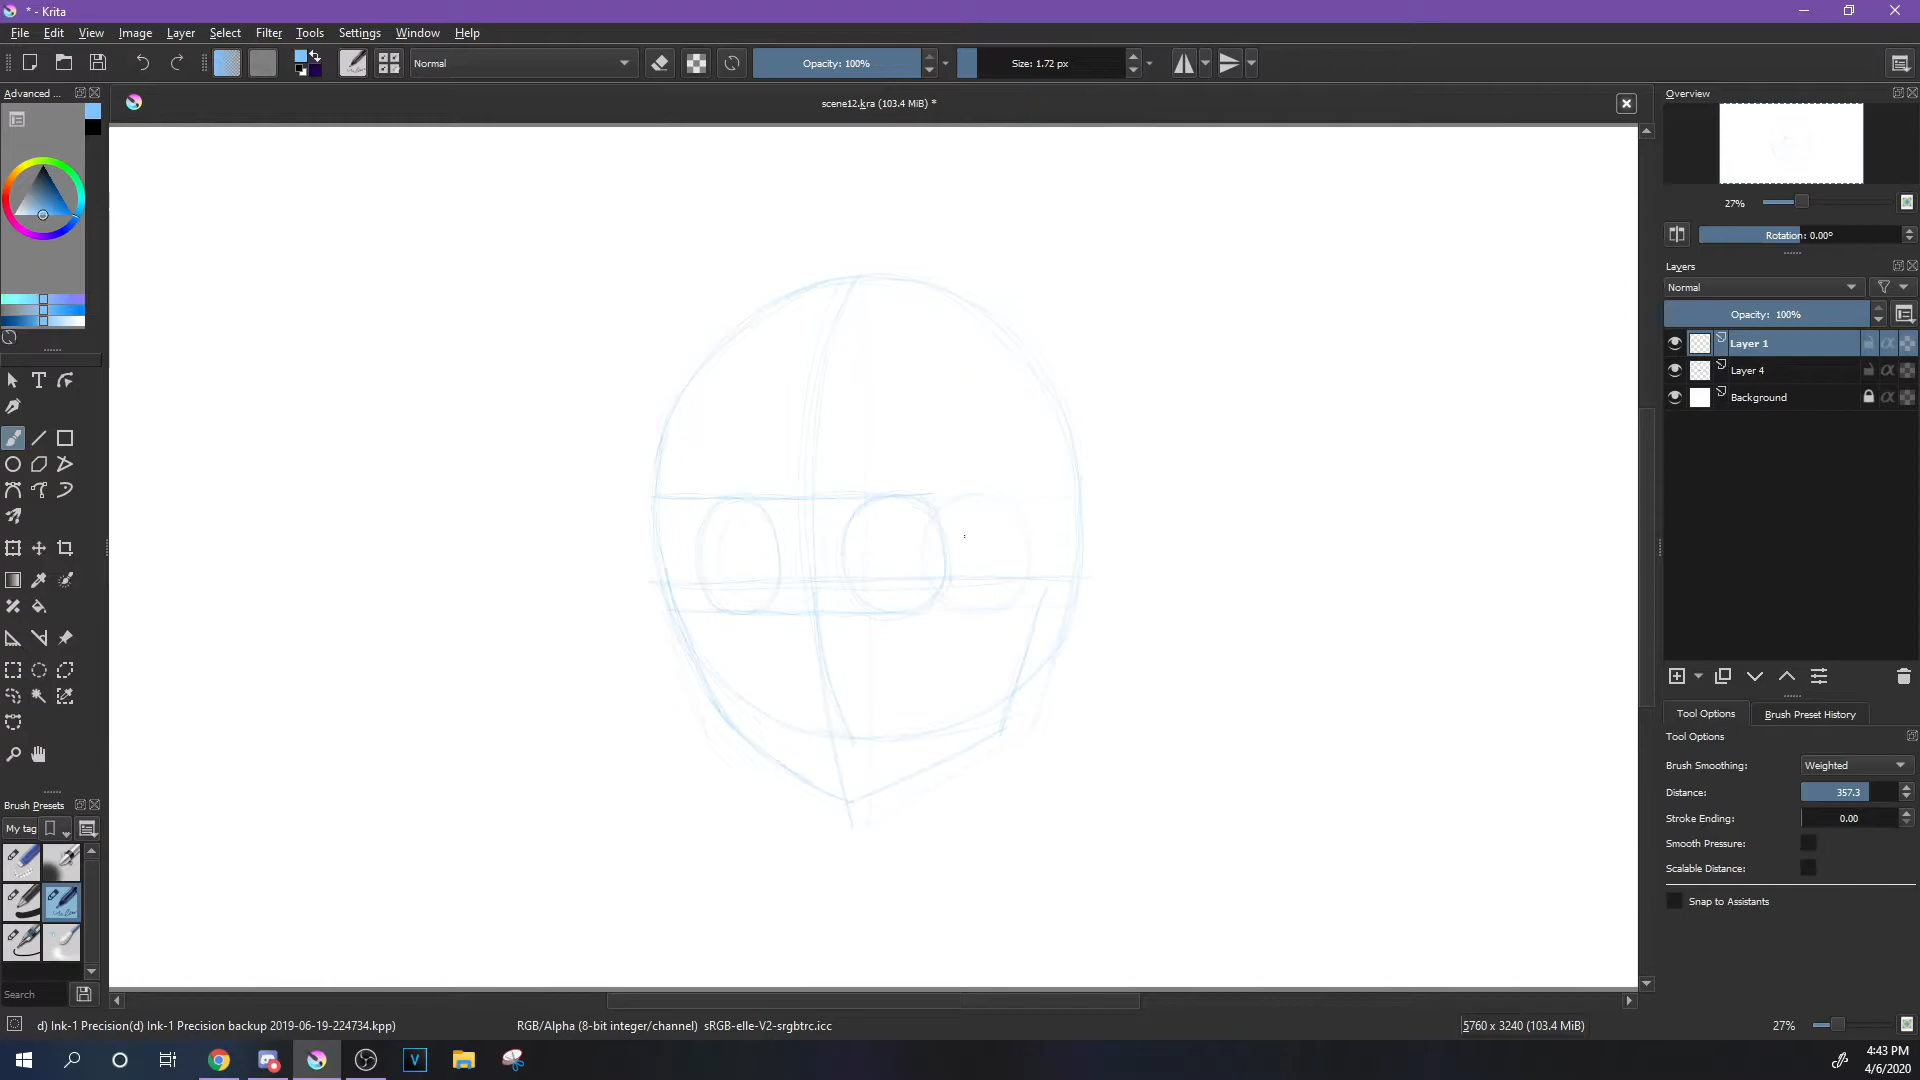 * - Krita
File Edit View Image Layer Select Filter Tools Settings Window Help
Normal
Opacity: 100%
Size: 1.72 px
Advanced ...
scene12.kra (103.4 MiB) *
Overview
27%
Rotation: 0.00°
Layers
Normal
Opacity: 100%
Layer 1
Layer 4
Background
Tool Options
Brush Preset History
Tool Options
Brush Smoothing: Weighted
Distance: 357.3
Stroke Ending: 0.00
Smooth Pressure:
Scalable Distance:
Snap to Assistants
Brush Presets
My tag
Search
d) Ink-1 Precision(d) Ink-1 Precision backup 2019-06-19-224734.kpp)
RGB/Alpha (8-bit integer/channel) sRGB-elle-V2-srgbtrc.icc
5760 x 3240 (103.4 MiB)
27%
4:43 PM
4/6/2020